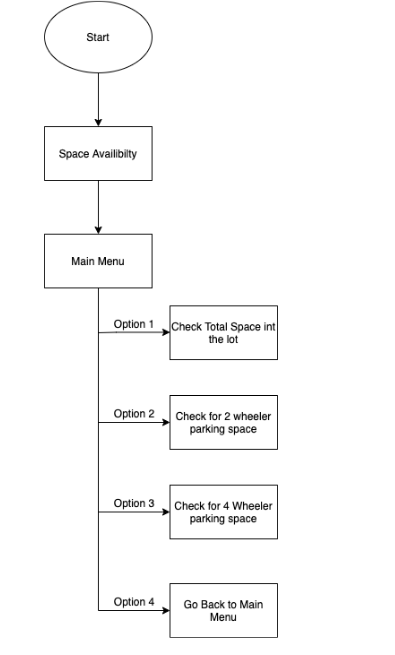 Start
Space Availibilty
Main Menu
Option 1
Check Total Space int
the lot
Option 2
Check for 2 wheeler
parking space
Option 3
Check for 4 Wheeler
parking space
Option 4
Go Back to Main
Menu